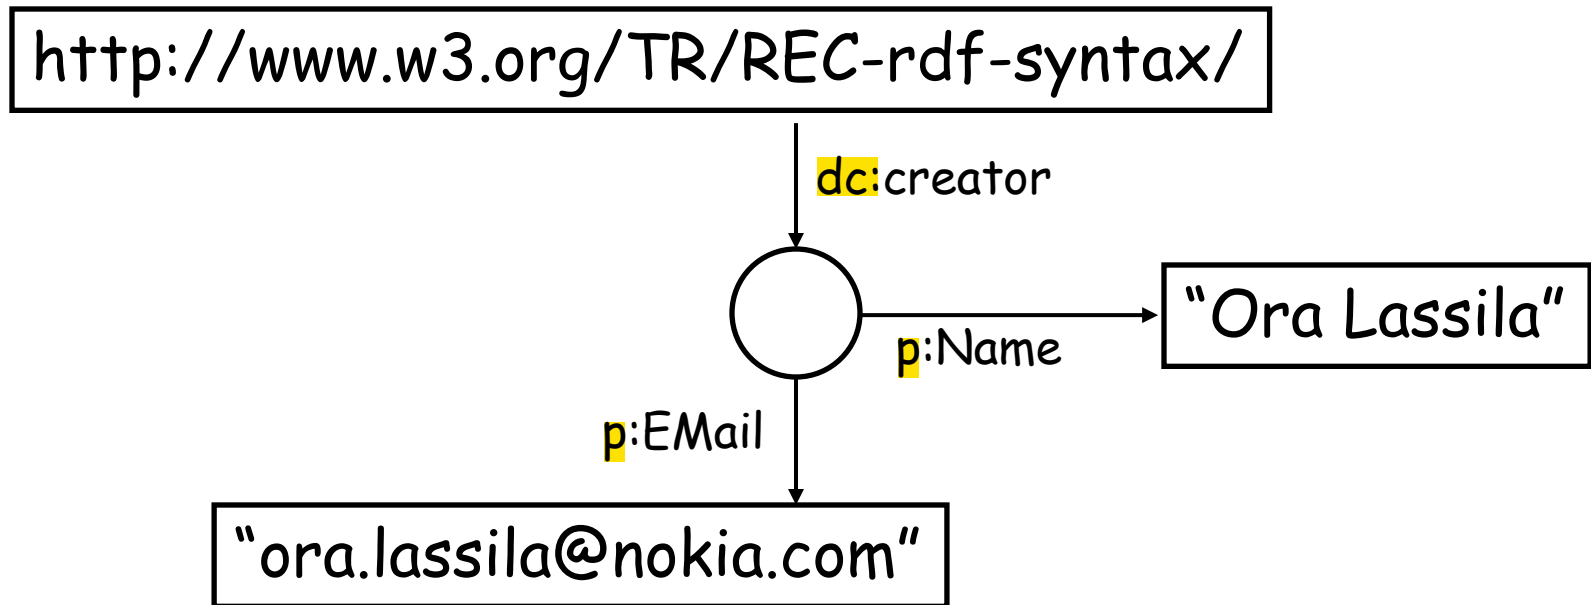 http://www.w3.org/TR/REC-rdf-syntax/
dc:creator
“Ora Lassila”
p:Name
p:EMail
“ora.lassila@nokia.com”